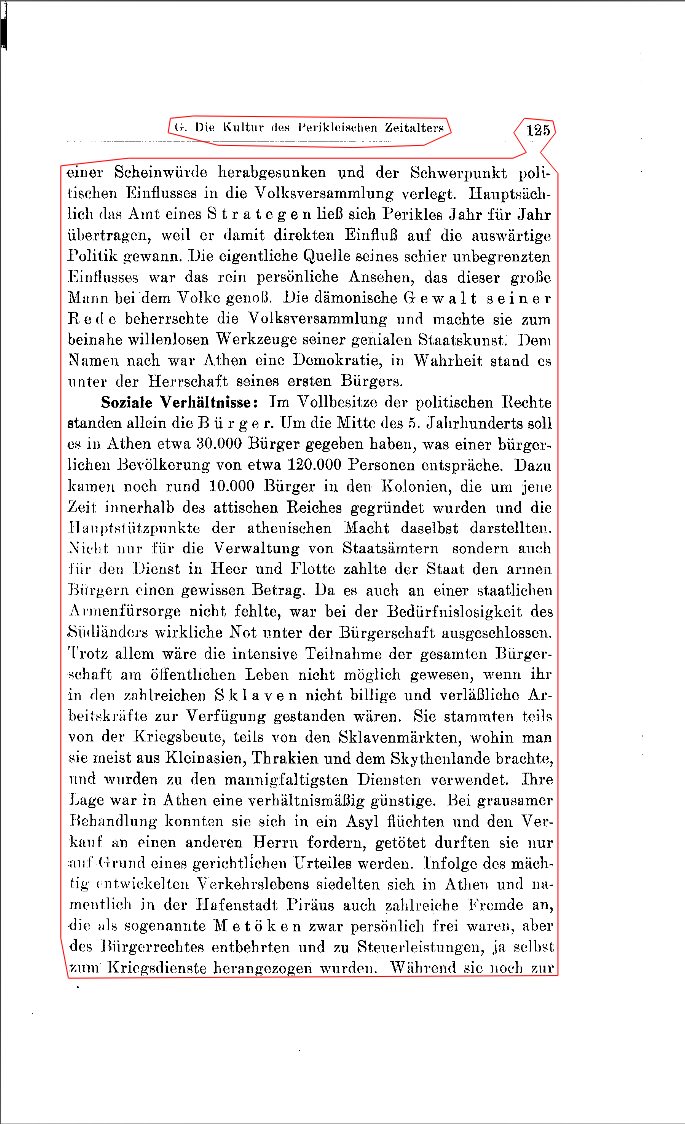 G. Die Kultur des Perikleischen Zeitalters 125
einer Scheinwürde herabgesunken und der Schwerpunkt poli-
tischen Einflusses in die Volksversammlung verlegt. Hauptsäch-
lich das Amt eines Strategen ließ sich Perikles Jahr für Jahr
übertragen, weil er damit direkten Einfluß auf die auswärtige
Politik gewann. Die eigentliche Quelle seines schier unbegrenzten
Einflusses war das rein persönliche Ansehen, das dieser große
Mann bei dem Volke genoß. Die dämonische Gewalt seiner
Rede beherrschte die Volksversammlung und machte sie zum
beinahe willenlosen Werkzeuge seiner genialen Staatskunst. Dem
Namen nach war Athen eine Demokratie, in Wahrheit stand es
unter der Herrschaft seines ersten Bürgers.
Soziale Verhältnisse: Im Vollbesitze der politischen Rechte
standen allein die Bürger. Um die Mitte des 5. Jahrhunderts soll
es in Athen etwa 30.000 Bürger gegeben haben, was einer bürger-
lichen Bevölkerung von etwa 120.000 Personen entspräche. Dazu
kamen noch rund 10.000 Bürger in den Kolonien, die um jene
Zeit innerhalb des attischen Reiches gegründet wurden und die
Hauptstützpunkte der athenischen Macht daselbst darstellten.
Nicht nur für die Verwaltung von Staatsämtern sondern auch
für den Dienst in Heer und Flotte zahlte der Staat den armen
Bürgern einen gewissen Betrag. Da es auch an einer staatlichen
Armenfürsorge nicht fehlte, war bei der Bedürfnislosigkeit des
Südländers wirkliche Not unter der Bürgerschaft ausgeschlossen.
Trotz allem wäre die intensive Teilnahme der gesamten Bürger-
schaft am öffentlichen Leben nicht möglich gewesen, wenn ihr
in den zahlreichen Sklaven nicht billige und verläßliche Ar-
beitskräfte zur Verfügung gestanden wären. Sie stammten teils
von der Kriegsbeute, teils von den Sklavenmärkten, wohin man
sie meist aus Kleinasien, Thrakien und dem Skythenlande brachte,
und wurden zu den mannigfaltigsten Diensten verwendet. Ihre
Lage war in Athen eine verhältnismäßig günstige. Bei grausamer
Behandlung konnten sie sich in ein Asyl flüchten und den Ver-
kauf an einen anderen Herrn fordern, getötet durften sie nur
auf Grund eines gerichtlichen Urteiles werden. Infolge des mäch-
tig entwickelten Verkehrslebens siedelten sich in Athen und na-
mentlich in der Hafenstadt Piräus auch zahlreiche Fremde an,
die als sogenannte Metöken zwar persönlich frei waren, aber
des Bürgerrechtes entbehrten und zu Steuerleistungen, ja selbst
zum Kriegsdienste herangezogen wurden. Während sie noch zur